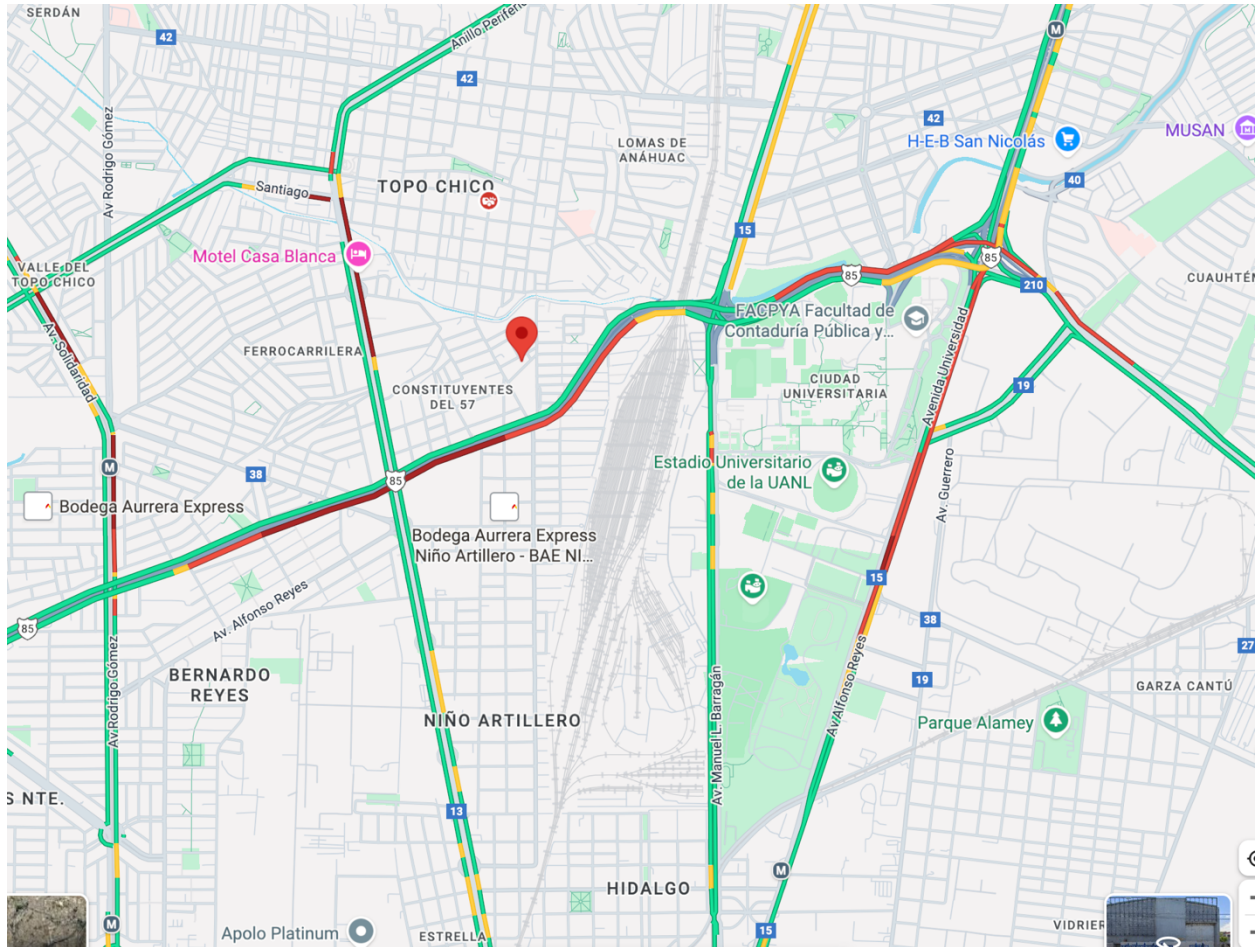 SERDÁN
42
Anillo Periféri
M
42
Av Rodrigo Gómez
42
LOMAS DE
ANÁHUAC
H-E-B San Nicolás
MUSAN
40
Santiago
TOPO CHICO
15
Motel Casa Blanca
85
85
VALLE DEL
TOPO CHICO
210
CUAUHTÉM
FACPYA Facultad de
Contaduría Pública y...
Av. Solidaridad
FERROCARRILERA
CONSTITUYENTES
DEL 57
CIUDAD
UNIVERSITARIA
Avenida Universidad
19
M
38
85
Estadio Universitario
de la UANL
Av. Guerrero
Bodega Aurrera Express
Bodega Aurrera Express
Niño Artillero - BAE NI...
15
Av. Alfonso Reyes
38
85
27
Av Rodrigo Gómez
BERNARDO
REYES
Av. Manuel L. Barragán
Av Alfonso Reyes
19
GARZA CANTÚ
NIÑO ARTILLERO
Parque Alamey
S NTE.
13
M
HIDALGO
M
Apolo Platinum
ESTRELLA
15
VIDRIER